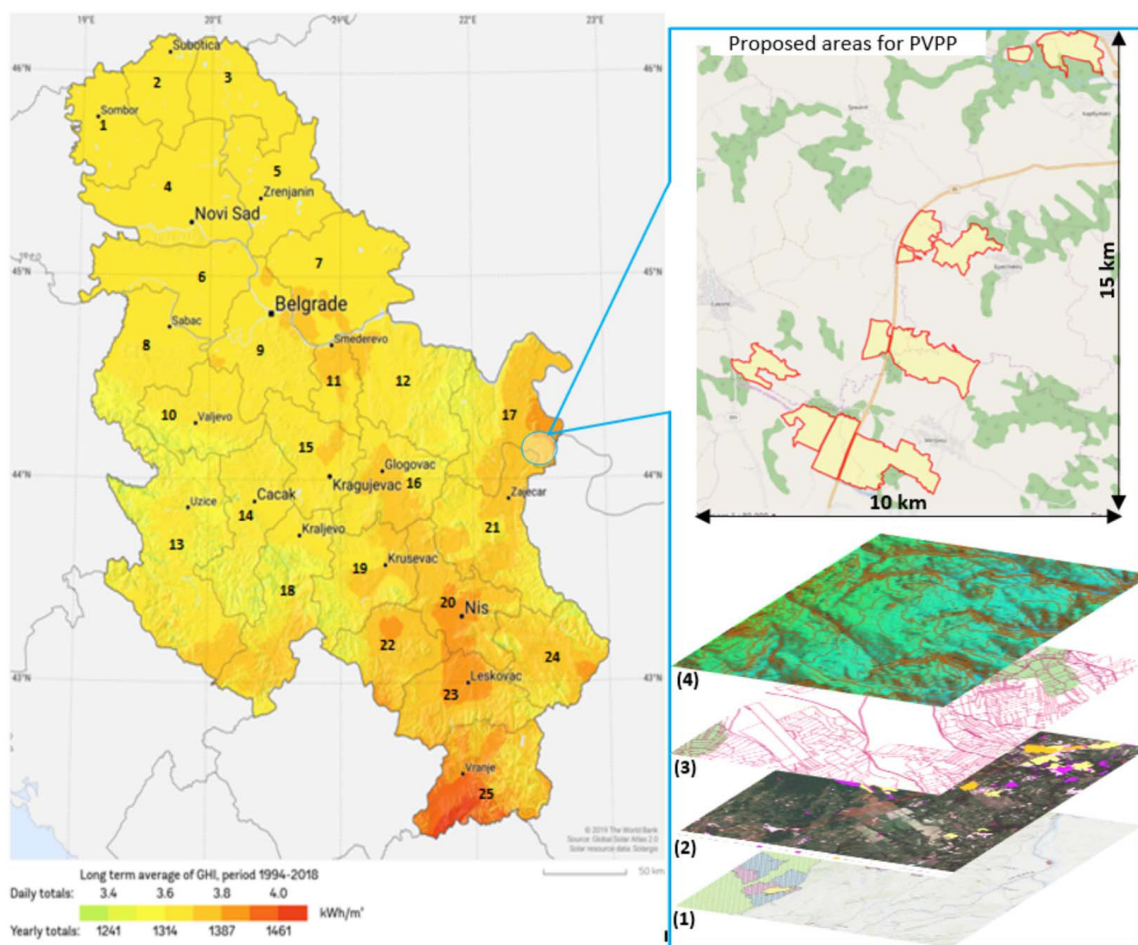 19°E
20°E
22°E
23°E
46°N
45°N
44°N
43°N
46°N
45°N
44°N
43°N
Subotica
2
3
Sombor
1
5
4
Zrenjanin
Novi Sad
7
6
Belgrade
Sabac
Smederevo
8
9
11
12
10
Valjevo
17
15
Glogovac
Kragujevac
16
Uzice
Cacak
Zajecar
14
21
Kraljevo
13
Krusevac
19
18
20
Nis
22
24
Leskovac
23
Vranje
25
© 2019 The World Bank
Source: Global Solar Atlas 2.0
Solar resource data: Solargis
50 km
Long term average of GHI, period 1994-2018
Daily totals: 3.4 3.6 3.8 4.0
kWh/m²
Yearly totals: 1241 1314 1387 1461
Proposed areas for PVPP
15 km
10 km
(4)
(3)
(2)
(1)